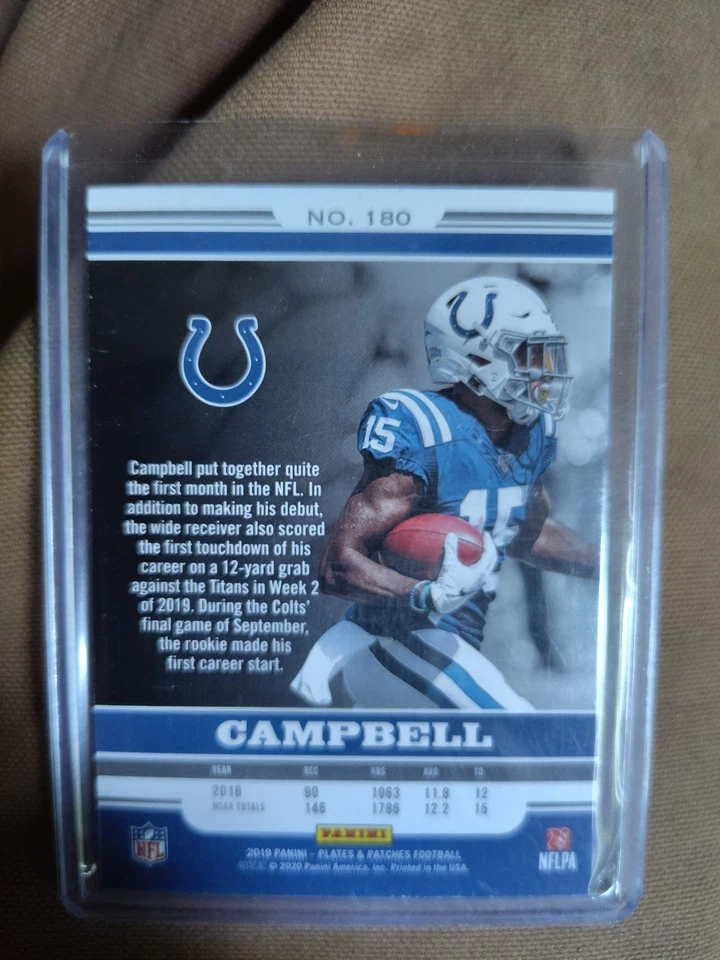 NO. 180
15
15
Campbell put together quite
the first month in the NFL. In
addition to making his debut,
the wide receiver also scored
the first touchdown of his
career on a 12-yard grab
against the Titans in Week 2
of 2019. During the Colts'
final game of September,
the rookie made his
first career start.
CAMPBELL
YEAR REC YDS AVG TD
2018 90 1063 11.8 12
NCAA TOTALS 146 1786 12.2 15
PANINI
NFL
2019 PANINI - PLATES & PATCHES FOOTBALL
© 2020 Panini America, Inc. Printed in the USA.
NFLPA